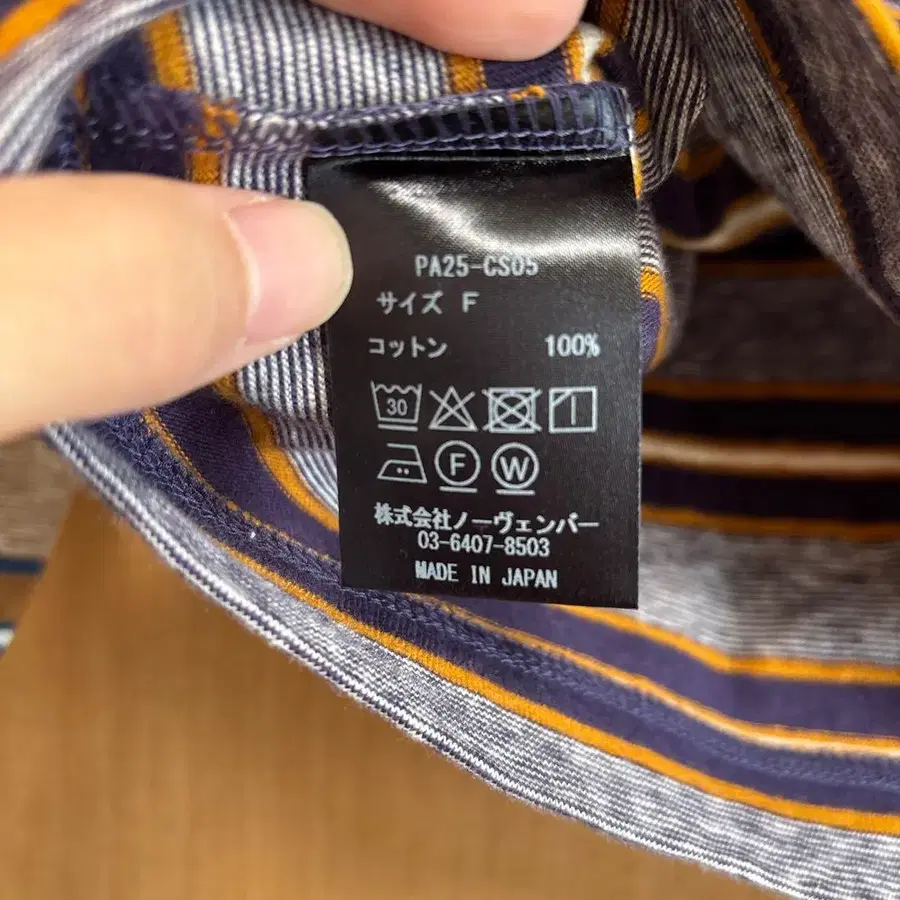 PA25-CS05
サイズ F
コットン 100%
30
F W
株式会社ノーヴェンバー
03-6407-8503
MADE IN JAPAN